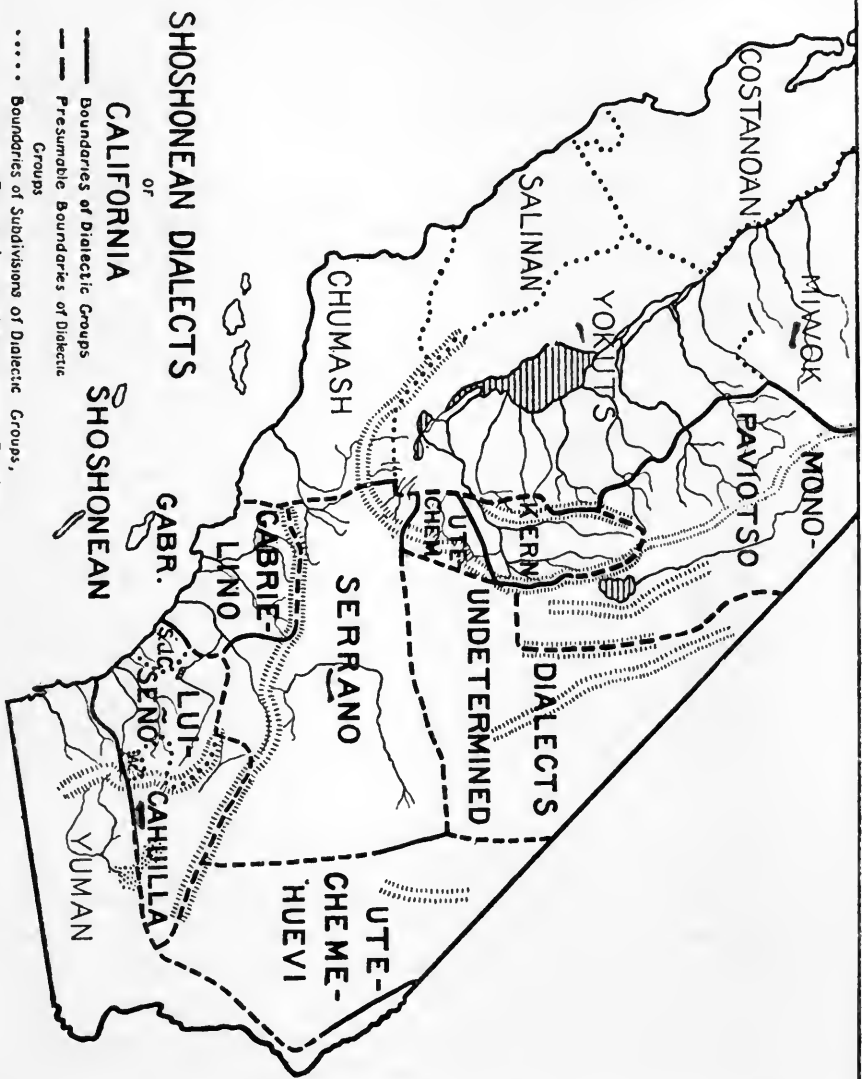 SHOSHONEAN DIALECTS
OF
CALIFORNIA
Boundaries of Dialectic Groups
Presumable Boundaries of Dialectic
Groups
Boundaries of Subdivisions of Dialectic Groups,
COSTANOAN
MIWOK
MONO-
PAVIOTSO
SALINAN
YOKUTS
CHUMASH
KERN
UTE
CHEM.
UNDETERMINED
DIALECTS
SERRANO
GABRIE-
LINO
SHOSHONEAN
GABR.
S.J.C.
LUI-
SENO
CAHUILLA
YUMAN
UTE-
CHEME-
HUEVI